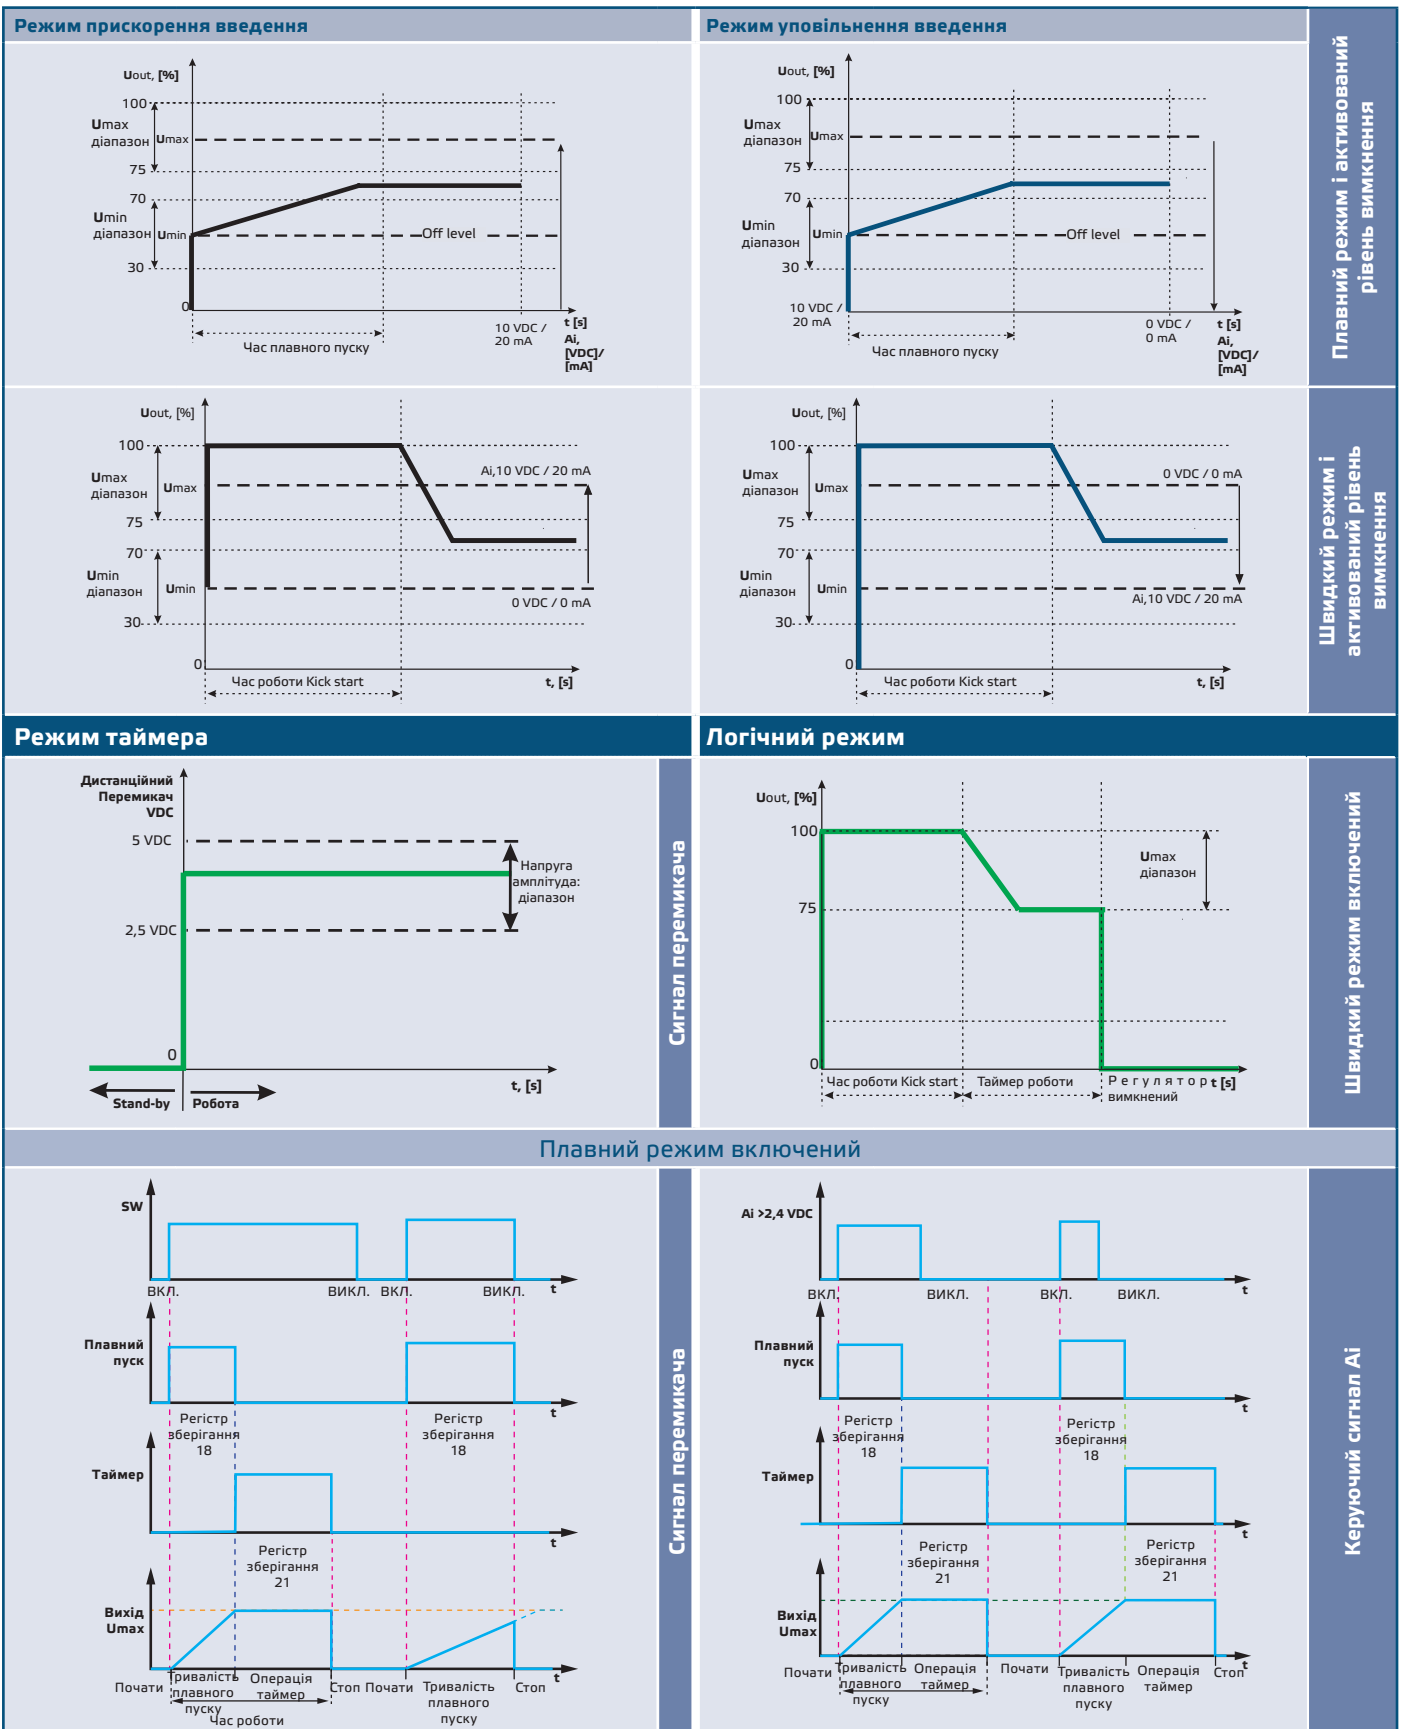 Режим прискорення введення
Режим уповільнення введення
Плавний режим і активований
рівень вимкнення
Uout, [%]
100
Umax
діапазон
Umax
75
70
Umin
діапазон
Umin
Off level
30
0
t [s]
10 VDC /
20 mA
Ai,
[VDC]/
[mA]
Час плавного пуску
Uout, [%]
100
Umax
діапазон
Umax
75
70
Umin
діапазон
Umin
Off level
30
10 VDC /
20 mA
0 VDC /
0 mA
t [s]
Ai,
[VDC]/
[mA]
Час плавного пуску
Швидкий режим і
активований рівень
вимкнення
Uout, [%]
100
Umax
діапазон
Umax
Ai,10 VDC / 20 mA
75
70
Umin
діапазон
Umin
0 VDC / 0 mA
30
0
Час роботи Kick start
t, [s]
Uout, [%]
100
Umax
діапазон
Umax
0 VDC / 0 mA
75
70
Umin
діапазон
Umin
Ai,10 VDC / 20 mA
30
0
Час роботи Kick start
t, [s]
Режим таймера
Логічний режим
Дистанційний
Перемикач
VDC
5 VDC
Напруга
амплітуда:
діапазон
2,5 VDC
0
t, [s]
Stand-by
Робота
Сигнал перемикача
Uout, [%]
100
Umax
діапазон
75
0
Час роботи Kick start
Таймер роботи
Регулятор
вимкнений
t [s]
Швидкий режим включений
Плавний режим включений
SW
ВКЛ.
ВИКЛ.
ВКЛ.
ВИКЛ.
t
Плавний
пуск
t
Регістр
зберігання
18
Регістр
зберігання
18
Таймер
t
Регістр
зберігання
21
Вихід
Umax
t
Почати
Тривалість
плавного
пуску
Операція
таймер
Стоп
Почати
Тривалість
плавного
пуску
Стоп
Час роботи
Сигнал перемикача
Ai >2,4 VDC
ВКЛ.
ВИКЛ.
ВКЛ.
ВИКЛ.
t
Плавний
пуск
t
Регістр
зберігання
18
Регістр
зберігання
18
Таймер
t
Регістр
зберігання
21
Регістр
зберігання
21
Вихід
Umax
t
Почати
Тривалість
плавного
пуску
Операція
таймер
Почати
Тривалість
плавного
пуску
Операція
таймер
Стоп
Керуючий сигнал Ai